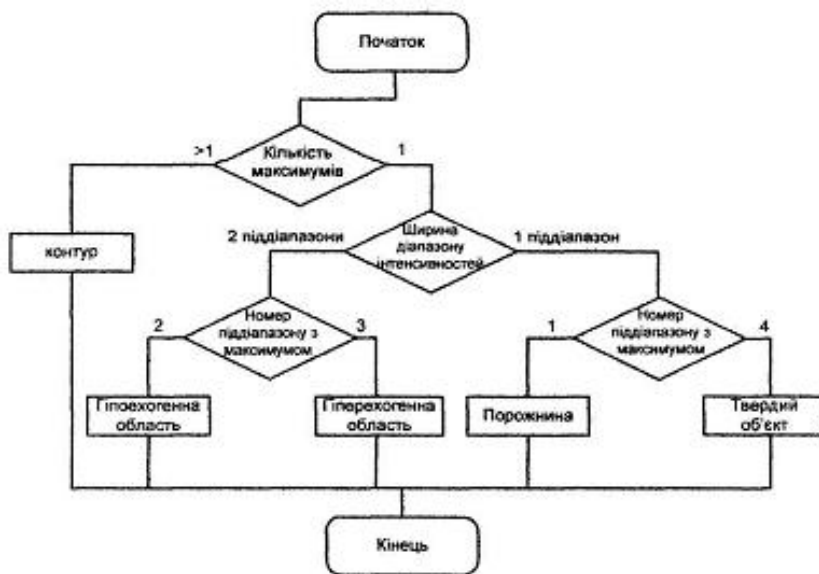 Початок
>1
Кількість
максимумів
1
контур
2 піддіапазони
Ширина
діапазону
інтенсивностей
1 піддіапазон
2
Номер
піддіапазону з
максимумом
3
1
Номер
піддіапазону з
максимумом
4
Гіпоехогенна
область
Гіперехогенна
область
Порожнина
Твердий
об'єкт
Кінець